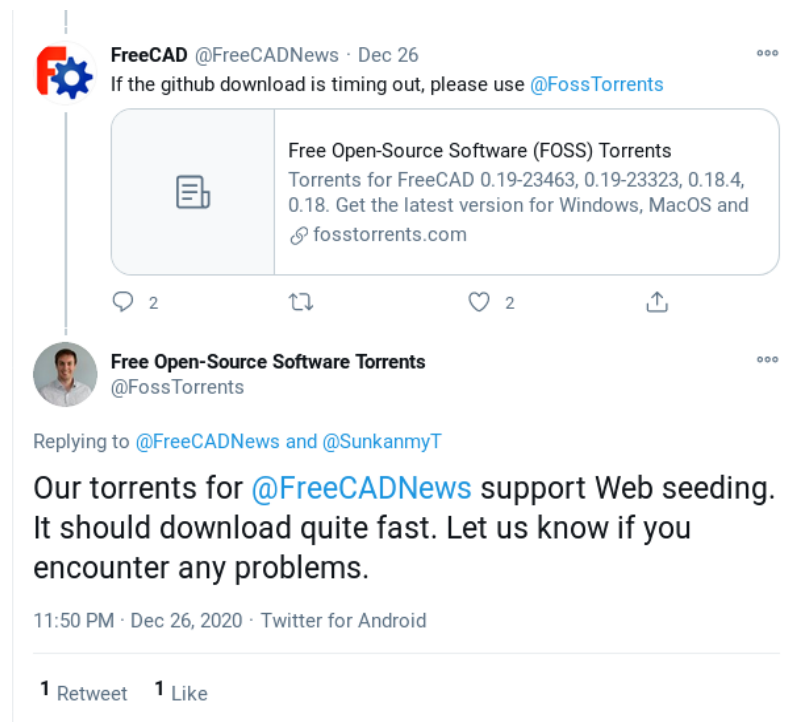 FreeCAD @FreeCADNews · Dec 26
If the github download is timing out, please use @FossTorrents
Free Open-Source Software (FOSS) Torrents
Torrents for FreeCAD 0.19-23463, 0.19-23323, 0.18.4,
0.18. Get the latest version for Windows, MacOS and
fosstorrents.com
2 2
Free Open-Source Software Torrents
@FossTorrents
Replying to @FreeCADNews and @SunkanmyT
Our torrents for @FreeCADNews support Web seeding.
It should download quite fast. Let us know if you
encounter any problems.
11:50 PM · Dec 26, 2020 · Twitter for Android
1 Retweet 1 Like